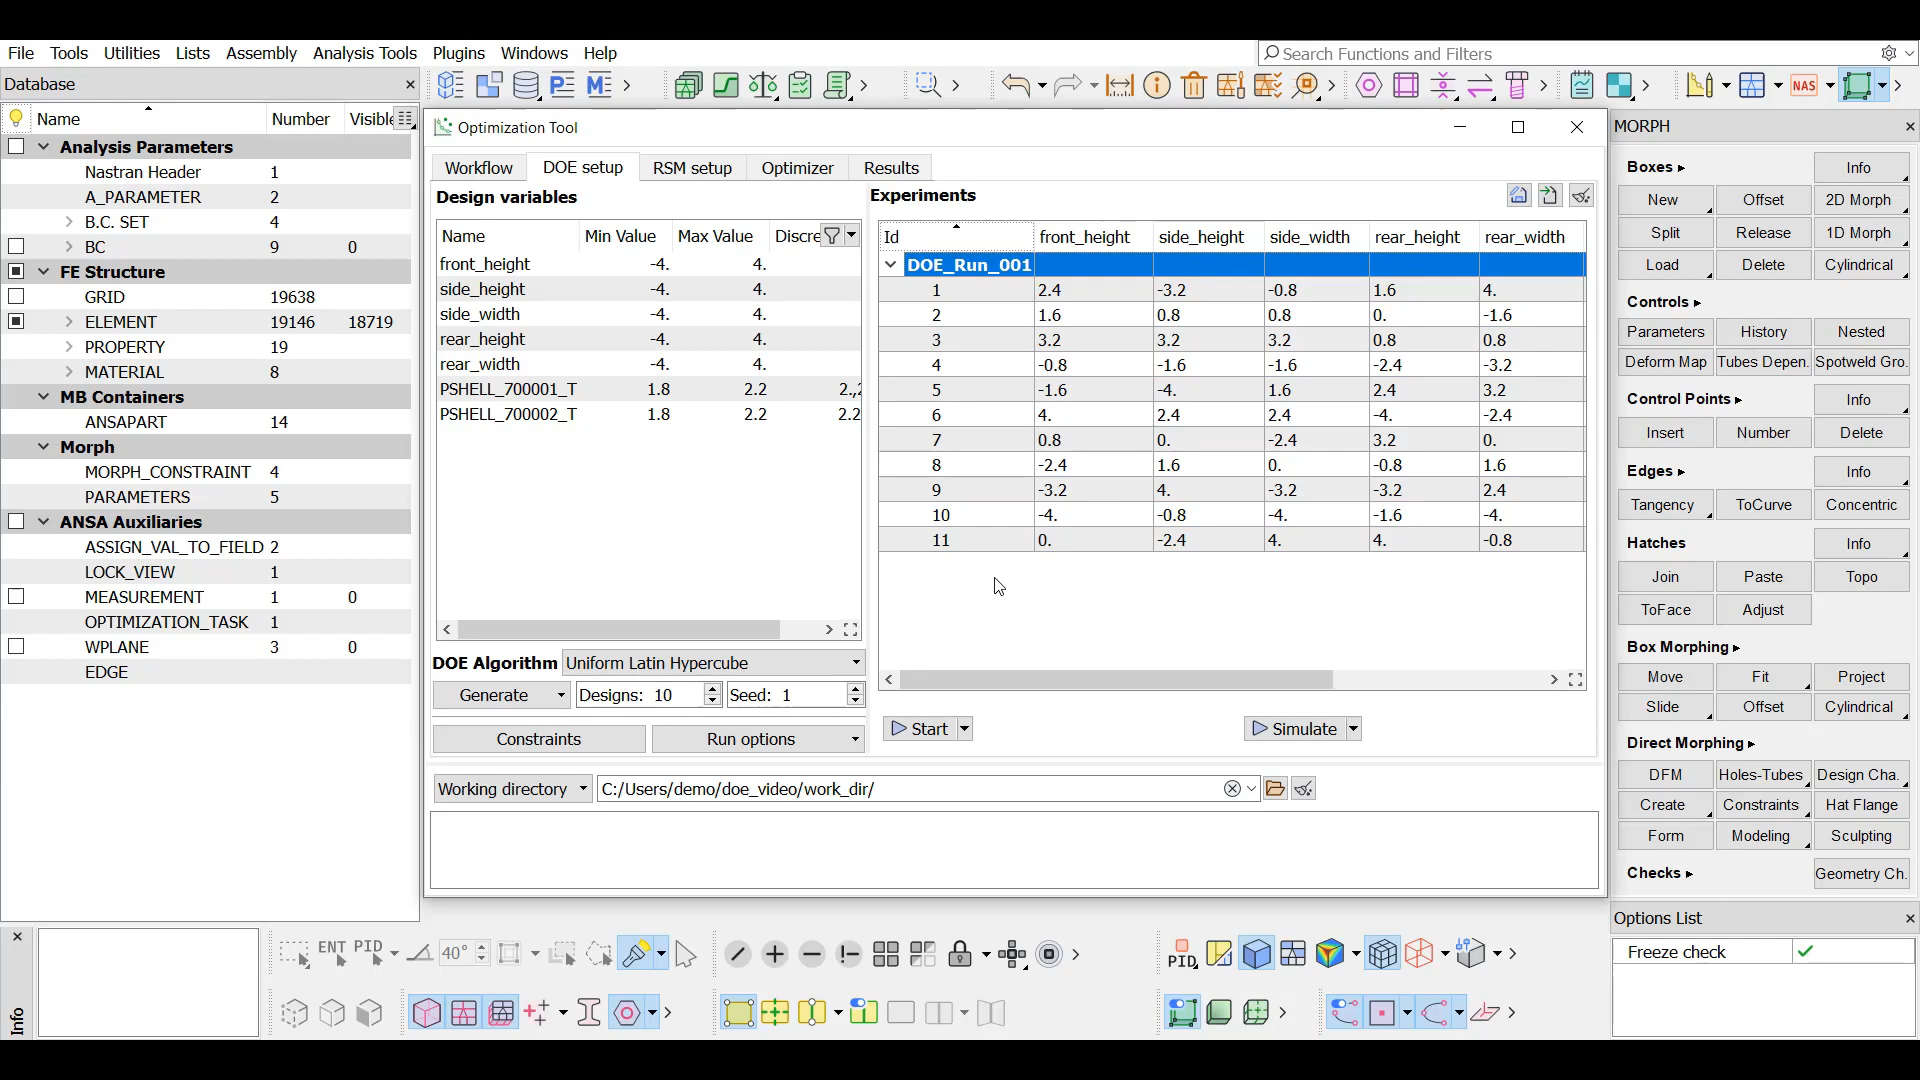 File Tools Utilities Lists Assembly Analysis Tools Plugins Windows Help
Search Functions and Filters
Database
Name Number Visible
Analysis Parameters
Nastran Header 1
A_PARAMETER 2
B.C. SET 4
BC 9 0
FE Structure
GRID 19638
ELEMENT 19146 18719
PROPERTY 19
MATERIAL 8
MB Containers
ANSAPART 14
Morph
MORPH_CONSTRAINT 4
PARAMETERS 5
ANSA Auxiliaries
ASSIGN_VAL_TO_FIELD 2
LOCK_VIEW 1
MEASUREMENT 1 0
OPTIMIZATION_TASK 1
WPLANE 3 0
EDGE
P M
NAS
Optimization Tool
Workflow DOE setup RSM setup Optimizer Results
Design variables
Name Min Value Max Value Discre
front_height -4. 4.
side_height -4. 4.
side_width -4. 4.
rear_height -4. 4.
rear_width -4. 4.
PSHELL_700001_T 1.8 2.2 2.,2
PSHELL_700002_T 1.8 2.2 2.2
DOE Algorithm Uniform Latin Hypercube
Generate Designs: 10 Seed: 1
Constraints Run options
Experiments
Id front_height side_height side_width rear_height rear_width
DOE_Run_001
1 2.4 -3.2 -0.8 1.6 4.
2 1.6 0.8 0.8 0. -1.6
3 3.2 3.2 3.2 0.8 0.8
4 -0.8 -1.6 -1.6 -2.4 -3.2
5 -1.6 -4. 1.6 2.4 3.2
6 4. 2.4 2.4 -4. -2.4
7 0.8 0. -2.4 3.2 0.
8 -2.4 1.6 0. -0.8 1.6
9 -3.2 4. -3.2 -3.2 2.4
10 -4. -0.8 -4. -1.6 -4.
11 0. -2.4 4. 4. -0.8
Start Simulate
Working directory C:/Users/demo/doe_video/work_dir/
MORPH
Boxes Info
New Offset 2D Morph
Split Release 1D Morph
Load Delete Cylindrical
Controls
Parameters History Nested
Deform Map Tubes Depen. Spotweld Gro.
Control Points Info
Insert Number Delete
Edges Info
Tangency ToCurve Concentric
Hatches Info
Join Paste Topo
ToFace Adjust
Box Morphing
Move Fit Project
Slide Offset Cylindrical
Direct Morphing
DFM Holes-Tubes Design Cha.
Create Constraints Hat Flange
Form Modeling Sculpting
Checks Geometry Ch.
Options List
Freeze check
Info
ENT PID 40°
PID